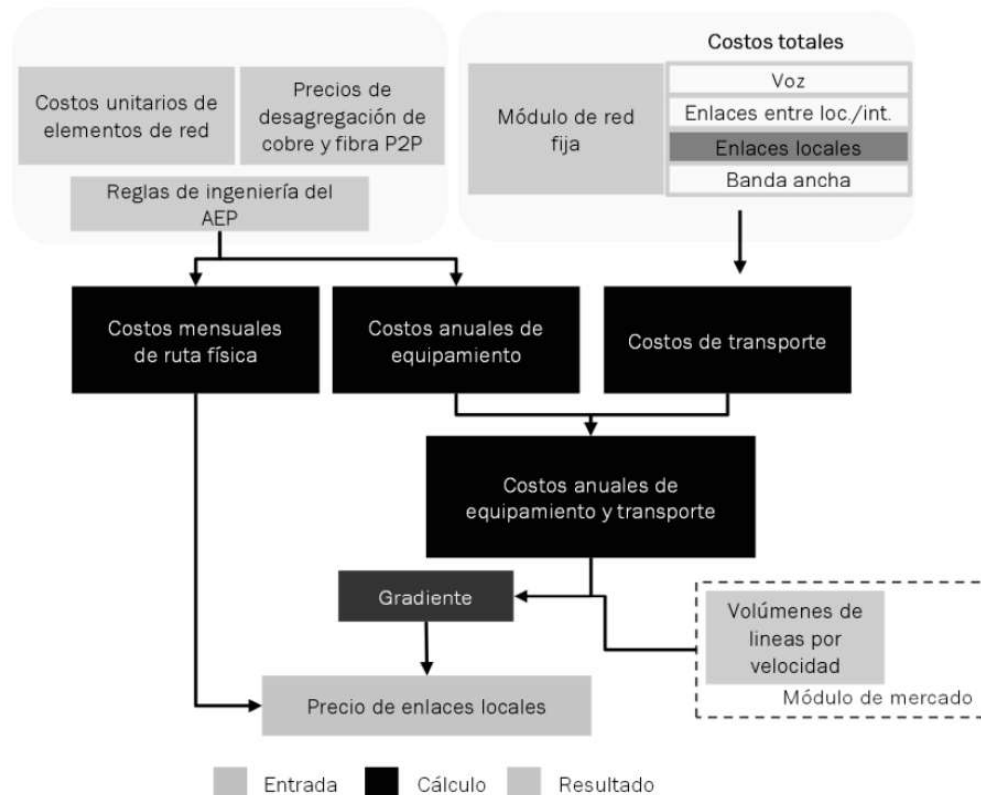 Costos unitarios de
elementos de red
Precios de
desagregación de
cobre y fibra P2P
Reglas de ingeniería del
AEP
Costos totales
Módulo de red
fija
Voz
Enlaces entre loc./int.
Enlaces locales
Banda ancha
Costos mensuales
de ruta física
Costos anuales de
equipamiento
Costos de transporte
Costos anuales de
equipamiento y transporte
Gradiente
Volúmenes de
lineas por
velocidad
Módulo de mercado
Precio de enlaces locales
Entrada
Cálculo
Resultado